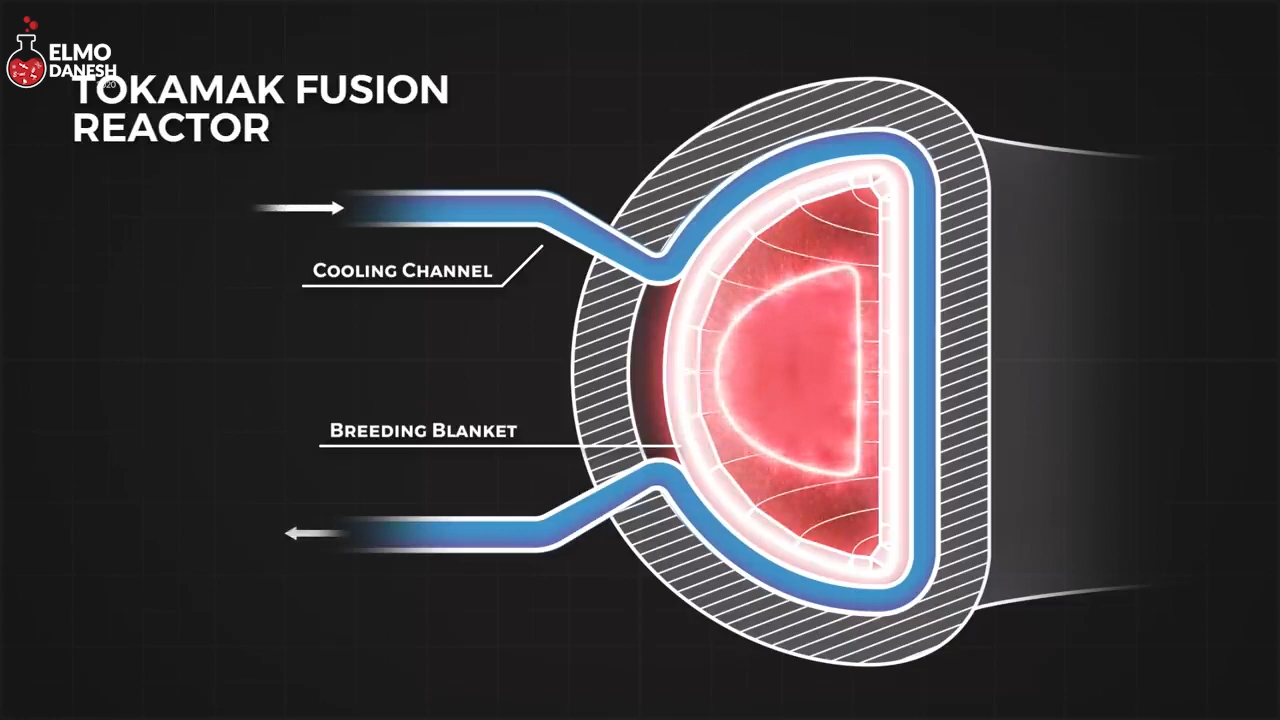 ELMO
DANESH
TOKAMAK FUSION
REACTOR
COOLING CHANNEL
BREEDING BLANKET